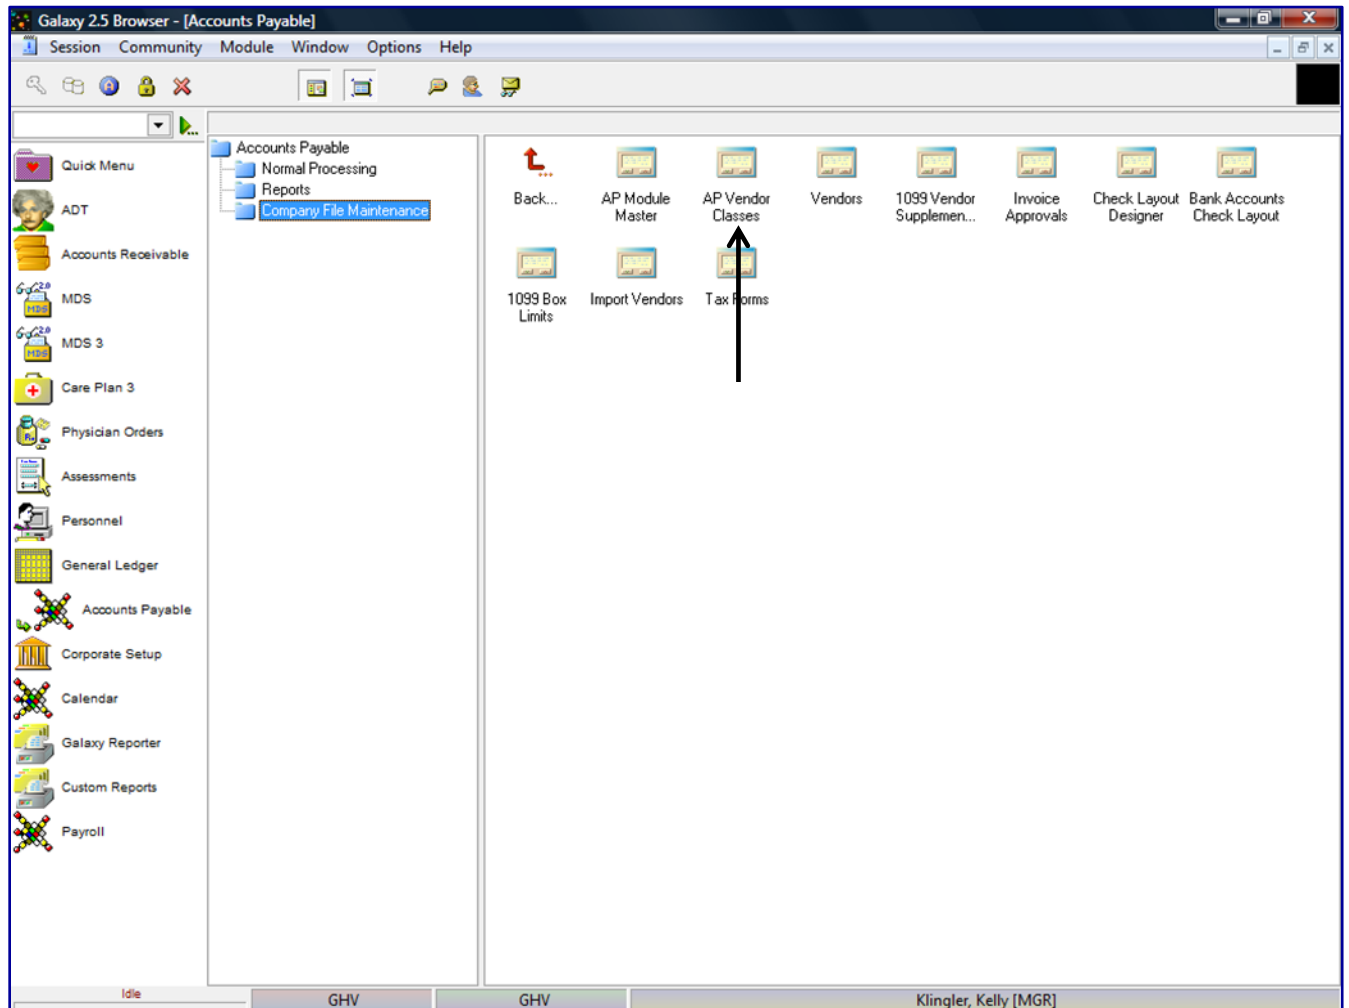 Galaxy 2.5 Browser - [Accounts Payable]
Session Community Module Window Options Help
Accounts Payable
Normal Processing
Reports
Company File Maintenance
Quick Menu
ADT
Accounts Receivable
MDS
MDS 3
Care Plan 3
Physician Orders
Assessments
Personnel
General Ledger
Accounts Payable
Corporate Setup
Calendar
Galaxy Reporter
Custom Reports
Payroll
Back...
AP Module
Master
AP Vendor
Classes
Vendors
1099 Vendor
Supplemen...
Invoice
Approvals
Check Layout
Designer
Bank Accounts
Check Layout
1099 Box
Limits
Import Vendors
Tax Forms
Idle
GHV
GHV
Klingler, Kelly [MGR]